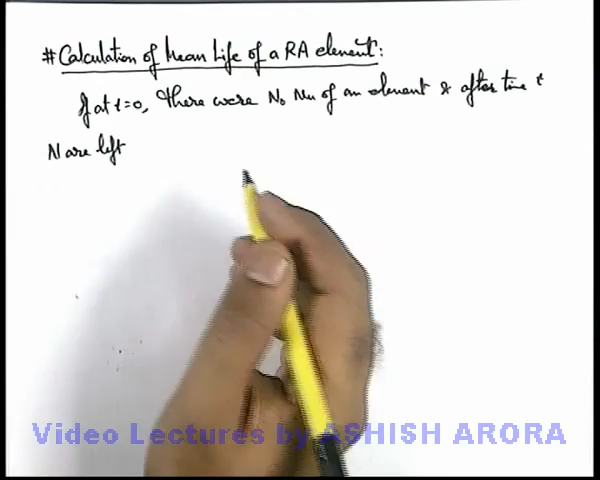 # Calculation of Mean Life of a RA element:
If at t=0, there were N₀ Nu of an element & after time t
N are left
Video Lectures by ASHISH ARORA